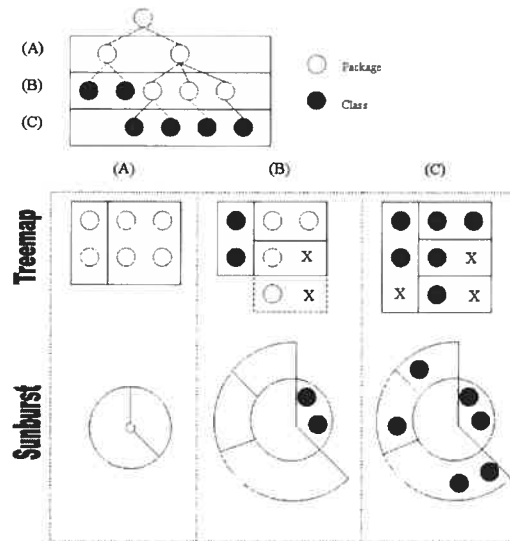 (A)
Package
(B)
Class
(C)
(A) (B) (C)
Treemap
X
X
X X
X
Sunburst